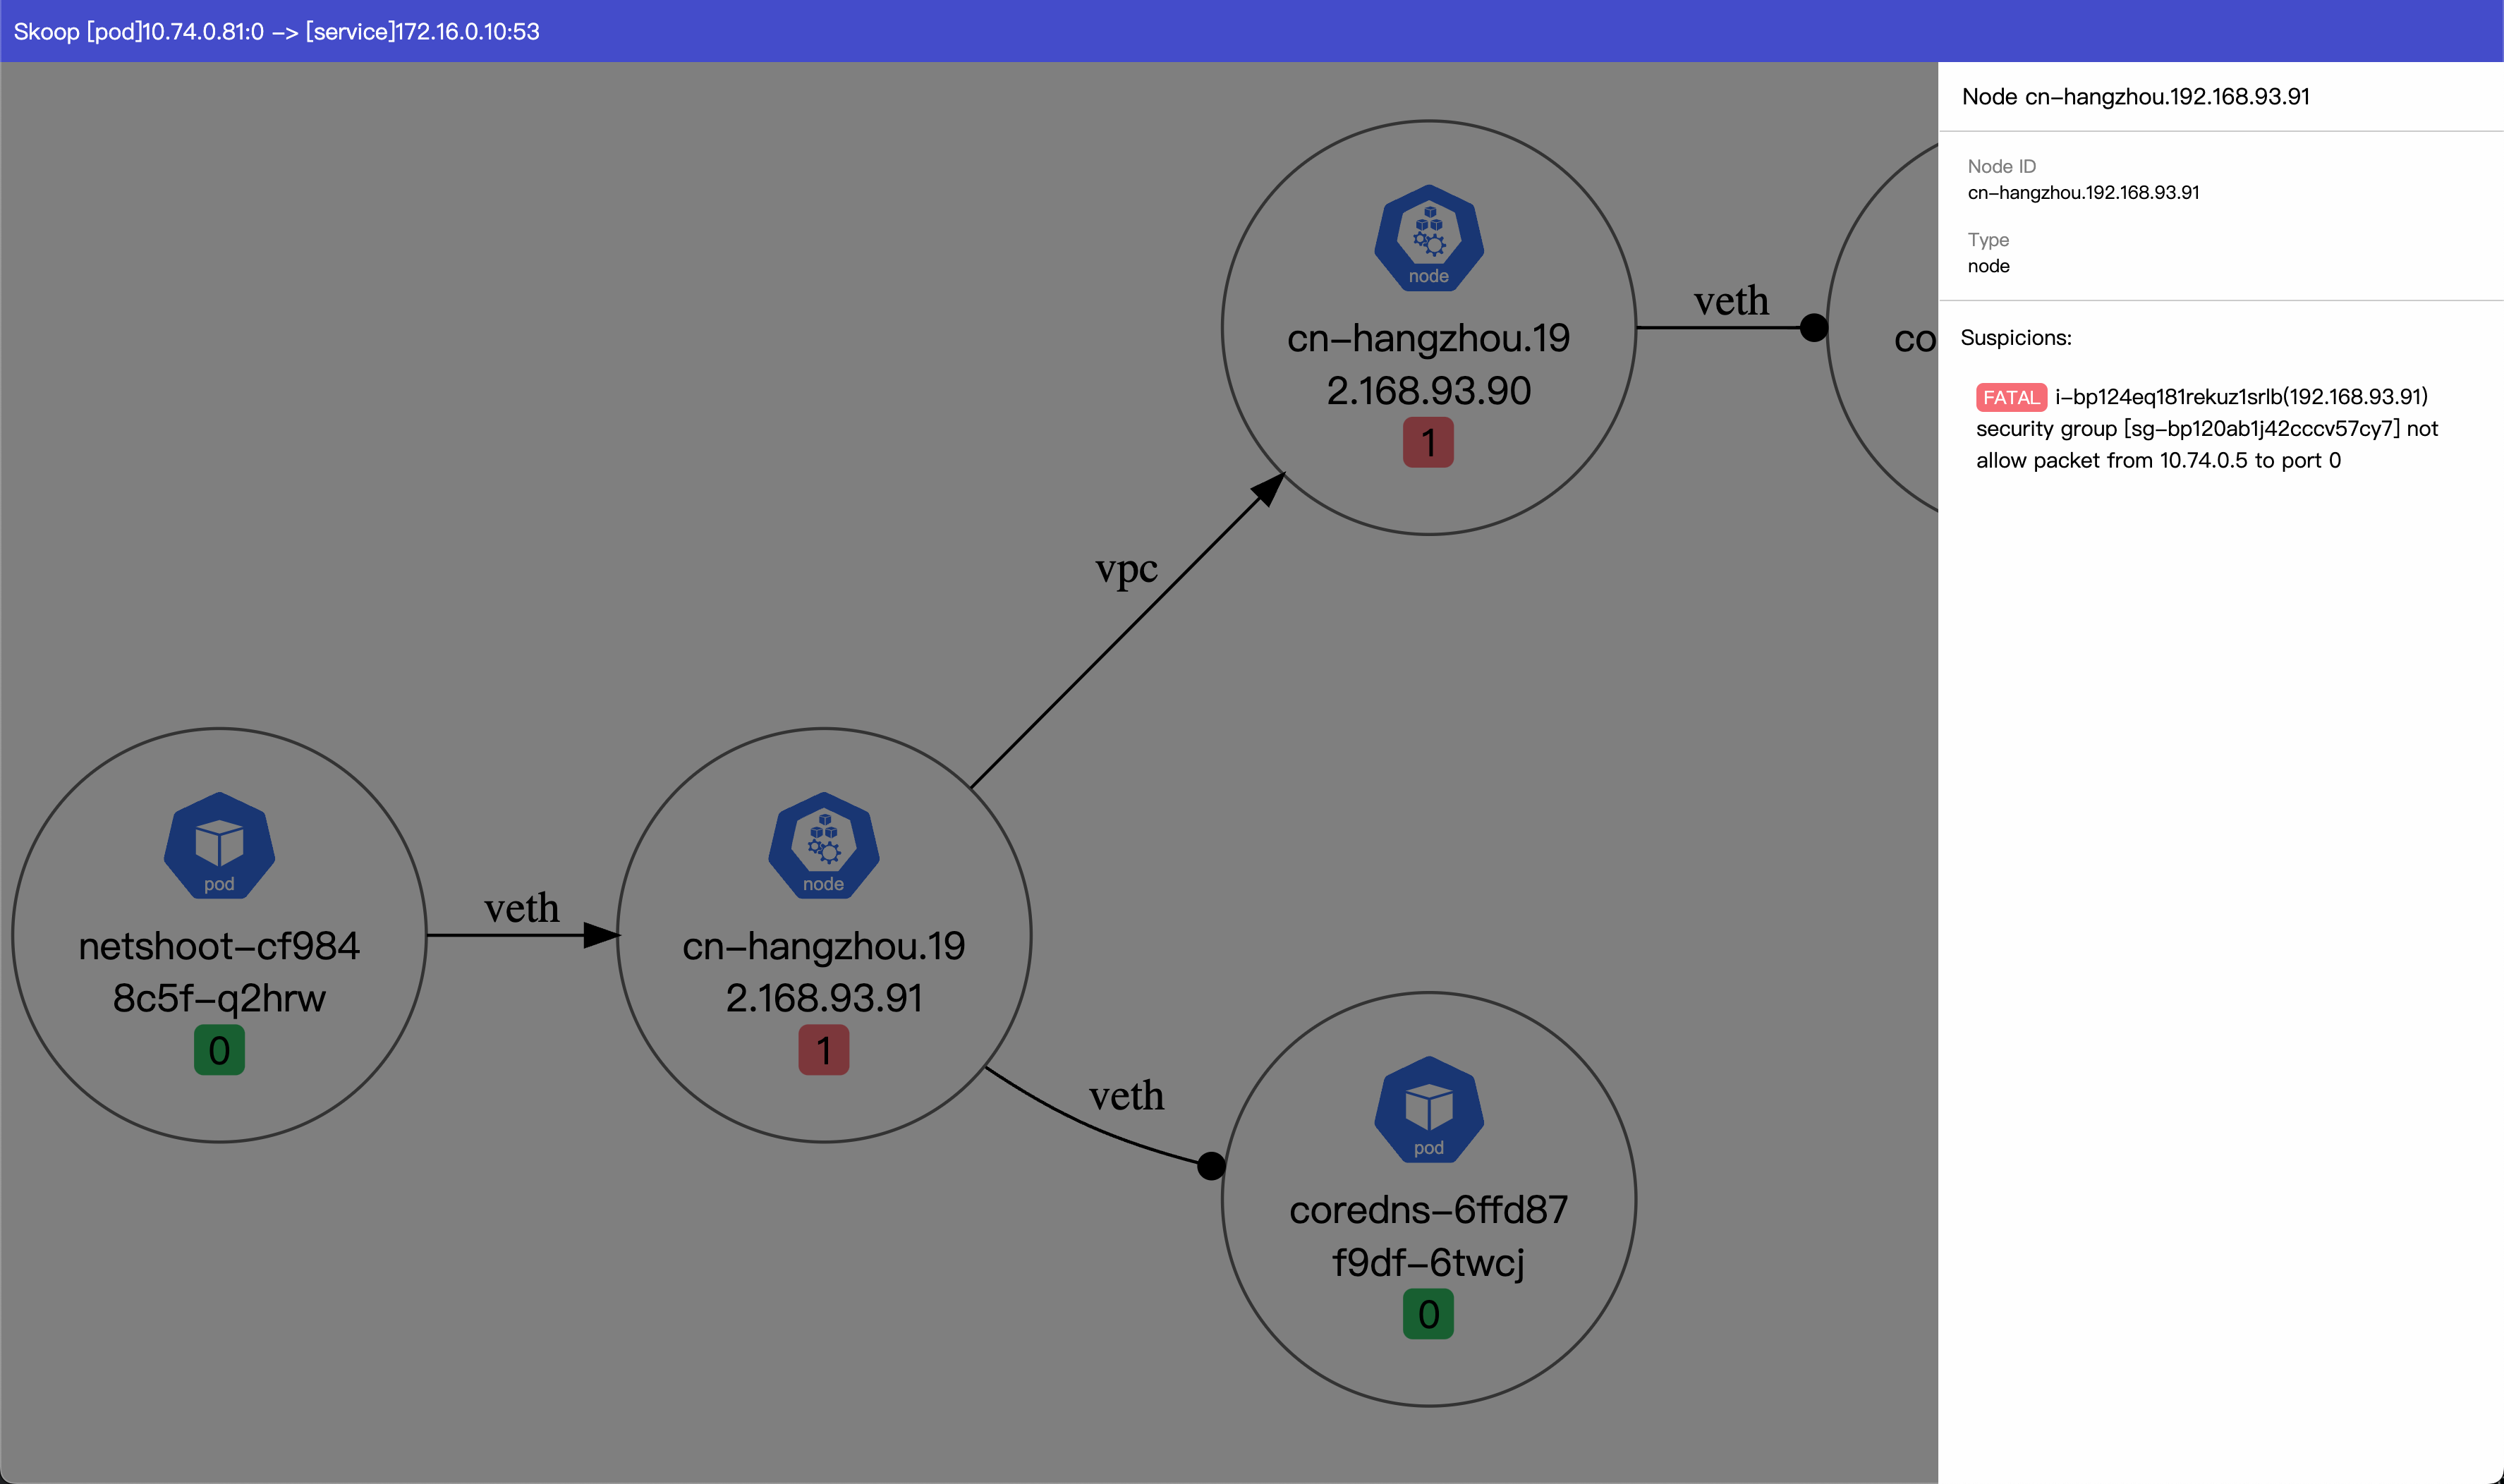 Skoop [pod]10.74.0.81:0 –> [service]172.16.0.10:53
node
cn–hangzhou.19
2.168.93.90
1
veth
co
vpc
pod
netshoot–cf984
8c5f–q2hrw
0
veth
node
cn–hangzhou.19
2.168.93.91
1
veth
pod
coredns–6ffd87
f9df–6twcj
0
Node cn–hangzhou.192.168.93.91
Node ID
cn–hangzhou.192.168.93.91
Type
node
Suspicions:
FATAL i–bp124eq181rekuz1srlb(192.168.93.91)
security group [sg–bp120ab1j42cccv57cy7] not
allow packet from 10.74.0.5 to port 0